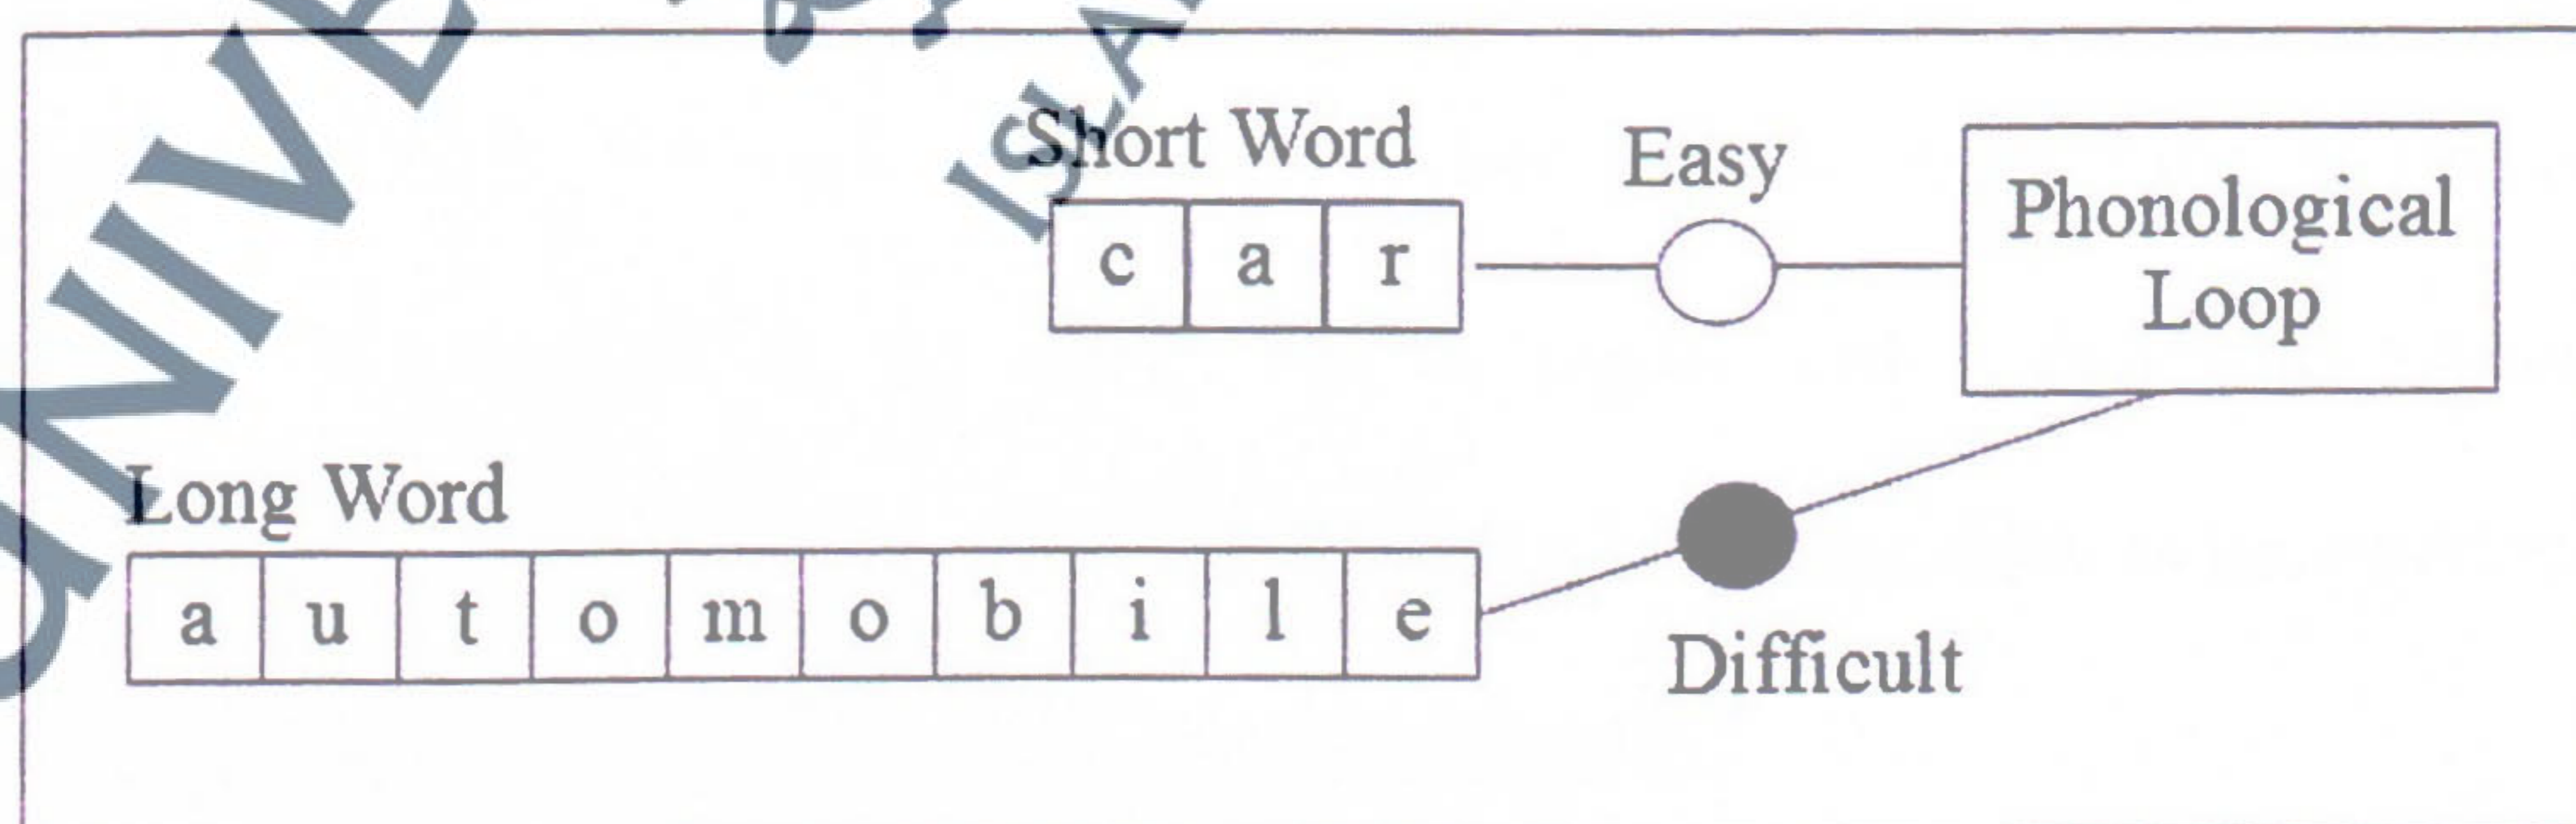 Short Word
Easy
c a r
Phonological
Loop
Long Word
a u t o m o b i l e
Difficult